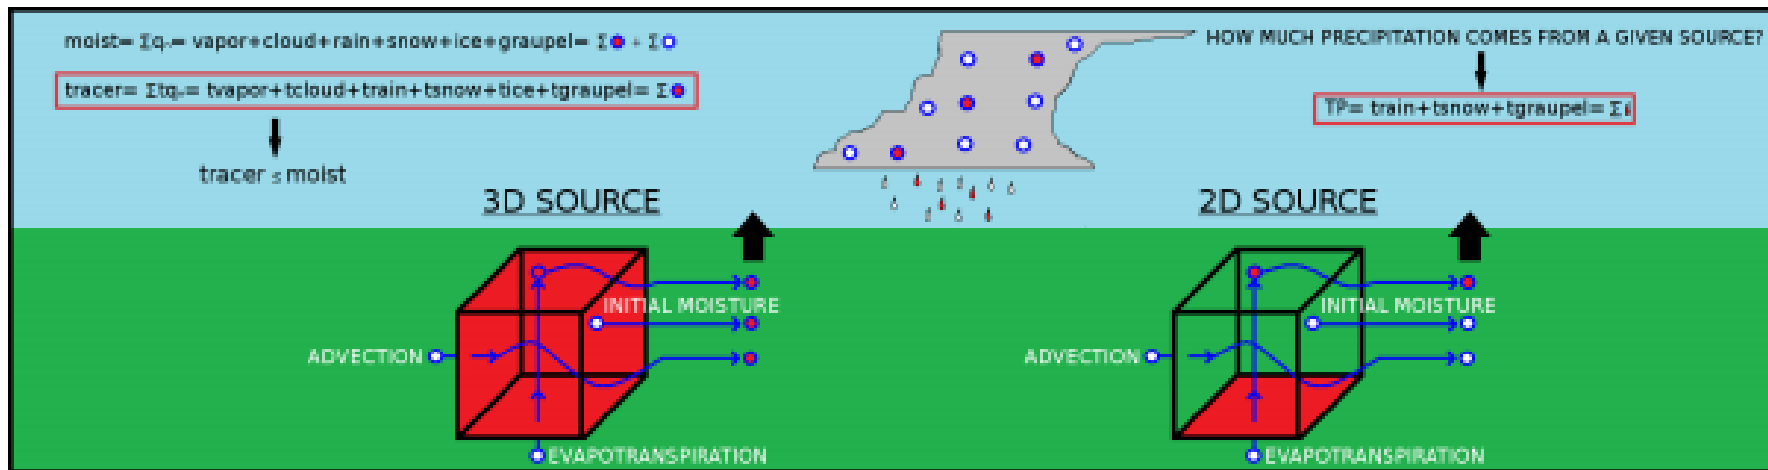 moist= Σqₙ= vapor+cloud+rain+snow+ice+graupel= Σ + Σ
tracer= Σtqₙ= tvapor+tcloud+train+tsnow+tice+tgraupel= Σ
tracer ≤ moist
HOW MUCH PRECIPITATION COMES FROM A GIVEN SOURCE?
TP= train+tsnow+tgraupel= Σ
3D SOURCE
INITIAL MOISTURE
ADVECTION
EVAPOTRANSPIRATION
2D SOURCE
INITIAL MOISTURE
ADVECTION
EVAPOTRANSPIRATION